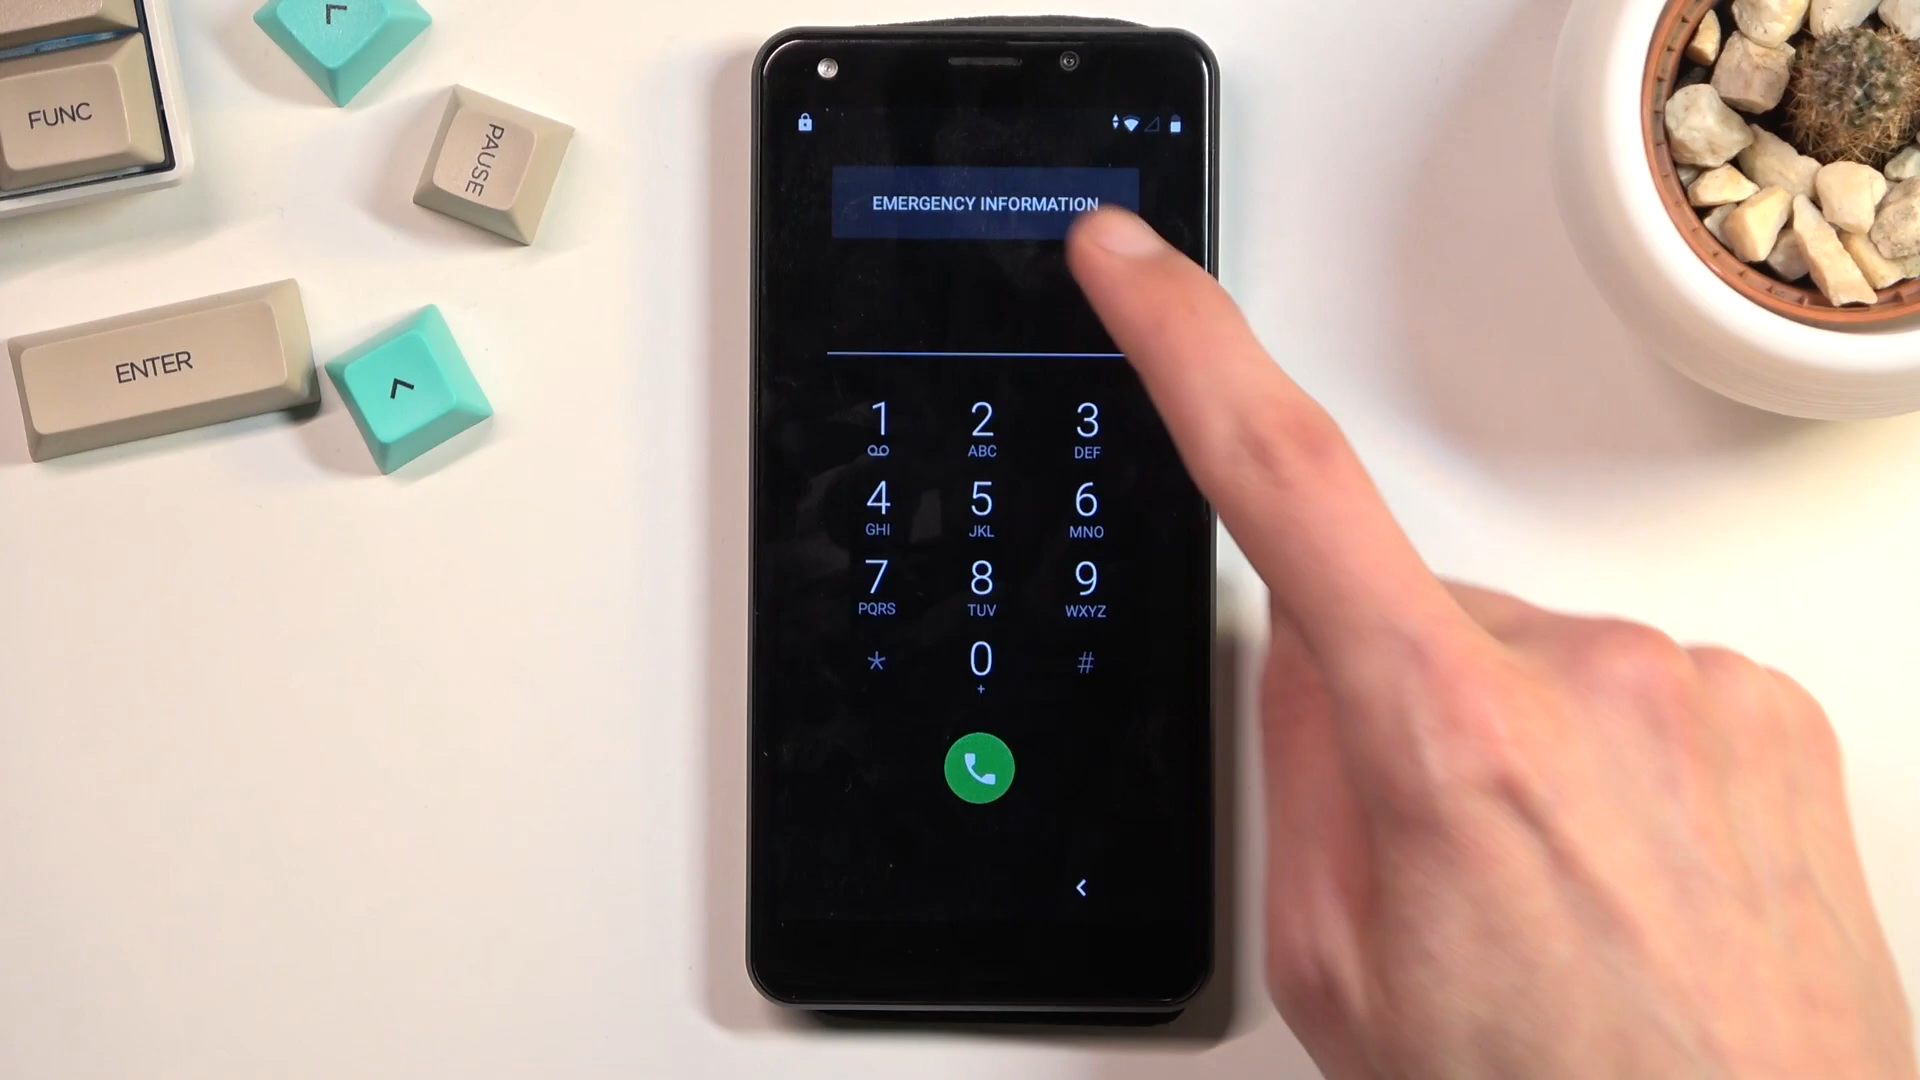 FUNC
PAUSE
ENTER
EMERGENCY INFORMATION
1 2 3
ABC DEF
4 5 6
GHI JKL MNO
7 8 9
PQRS TUV WXYZ
* 0 #
+